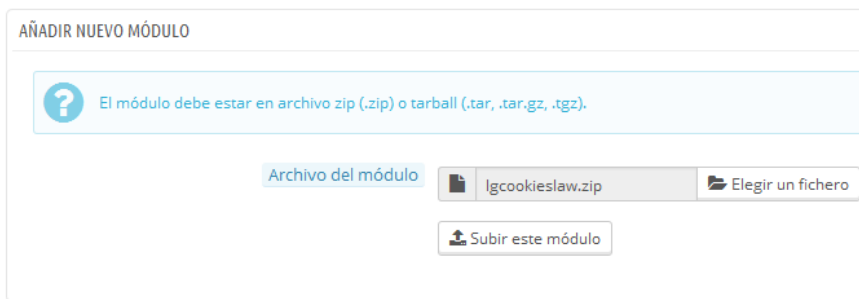 AÑADIR NUEVO MÓDULO
El módulo debe estar en archivo zip (.zip) o tarball (.tar, .tar.gz, .tgz).
Archivo del módulo lgcookieslaw.zip Elegir un fichero
Subir este módulo